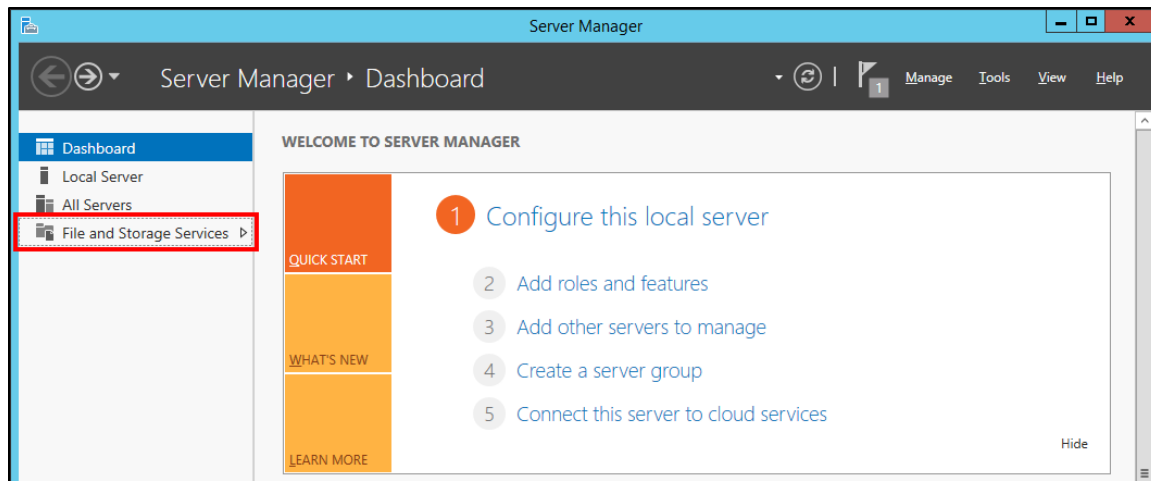 Server Manager
Server Manager ‣ Dashboard
1
Manage Tools View Help
Dashboard
Local Server
All Servers
File and Storage Services
WELCOME TO SERVER MANAGER
QUICK START
WHAT'S NEW
LEARN MORE
1 Configure this local server
2 Add roles and features
3 Add other servers to manage
4 Create a server group
5 Connect this server to cloud services
Hide